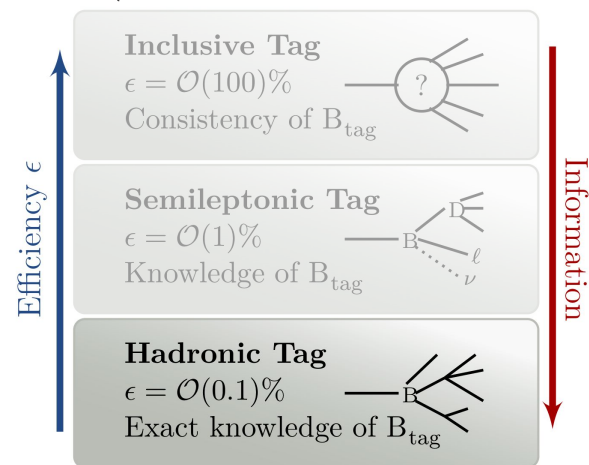 Inclusive Tag
ϵ = 𝒪(100)%
Consistency of B_tag
?
Semileptonic Tag
ϵ = 𝒪(1)%
Knowledge of B_tag
B
D
ℓ
ν
Hadronic Tag
ϵ = 𝒪(0.1)%
Exact knowledge of B_tag
B
Efficiency ϵ
Information